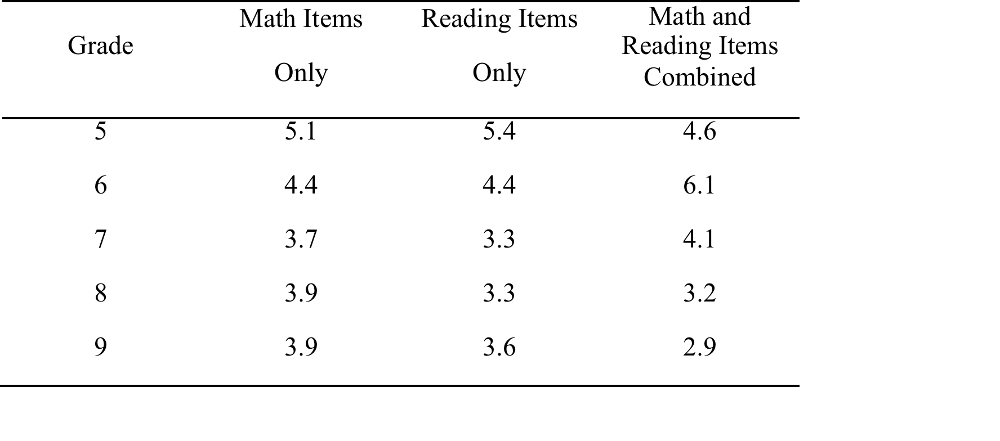 Grade Math Items Only Reading Items Only Math and Reading Items Combined
5 5.1 5.4 4.6
6 4.4 4.4 6.1
7 3.7 3.3 4.1
8 3.9 3.3 3.2
9 3.9 3.6 2.9